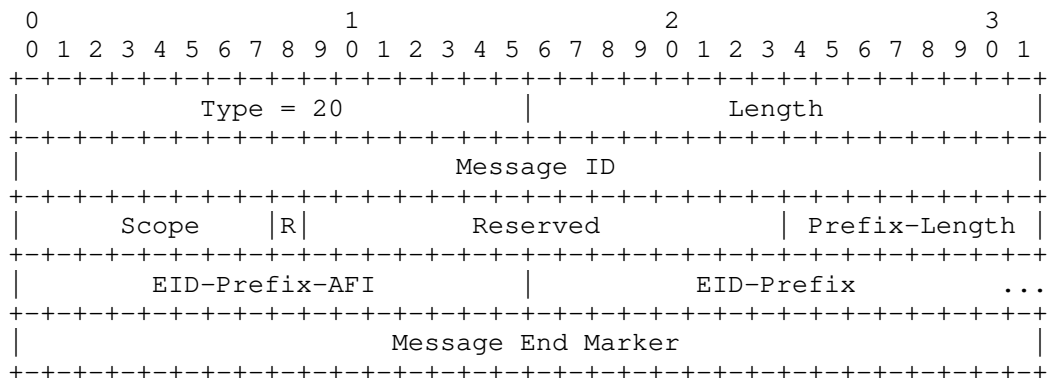 0                   1                   2                   3
0 1 2 3 4 5 6 7 8 9 0 1 2 3 4 5 6 7 8 9 0 1 2 3 4 5 6 7 8 9 0 1
+-+-+-+-+-+-+-+-+-+-+-+-+-+-+-+-+-+-+-+-+-+-+-+-+-+-+-+-+-+-+-+-+
|           Type = 20           |            Length             |
+-+-+-+-+-+-+-+-+-+-+-+-+-+-+-+-+-+-+-+-+-+-+-+-+-+-+-+-+-+-+-+-+
|                          Message ID                           |
+-+-+-+-+-+-+-+-+-+-+-+-+-+-+-+-+-+-+-+-+-+-+-+-+-+-+-+-+-+-+-+-+
|      Scope    |R|          Reserved           | Prefix-Length |
+-+-+-+-+-+-+-+-+-+-+-+-+-+-+-+-+-+-+-+-+-+-+-+-+-+-+-+-+-+-+-+-+
|        EID-Prefix-AFI         |          EID-Prefix         ...
+-+-+-+-+-+-+-+-+-+-+-+-+-+-+-+-+-+-+-+-+-+-+-+-+-+-+-+-+-+-+-+-+
|                      Message End Marker                       |
+-+-+-+-+-+-+-+-+-+-+-+-+-+-+-+-+-+-+-+-+-+-+-+-+-+-+-+-+-+-+-+-+